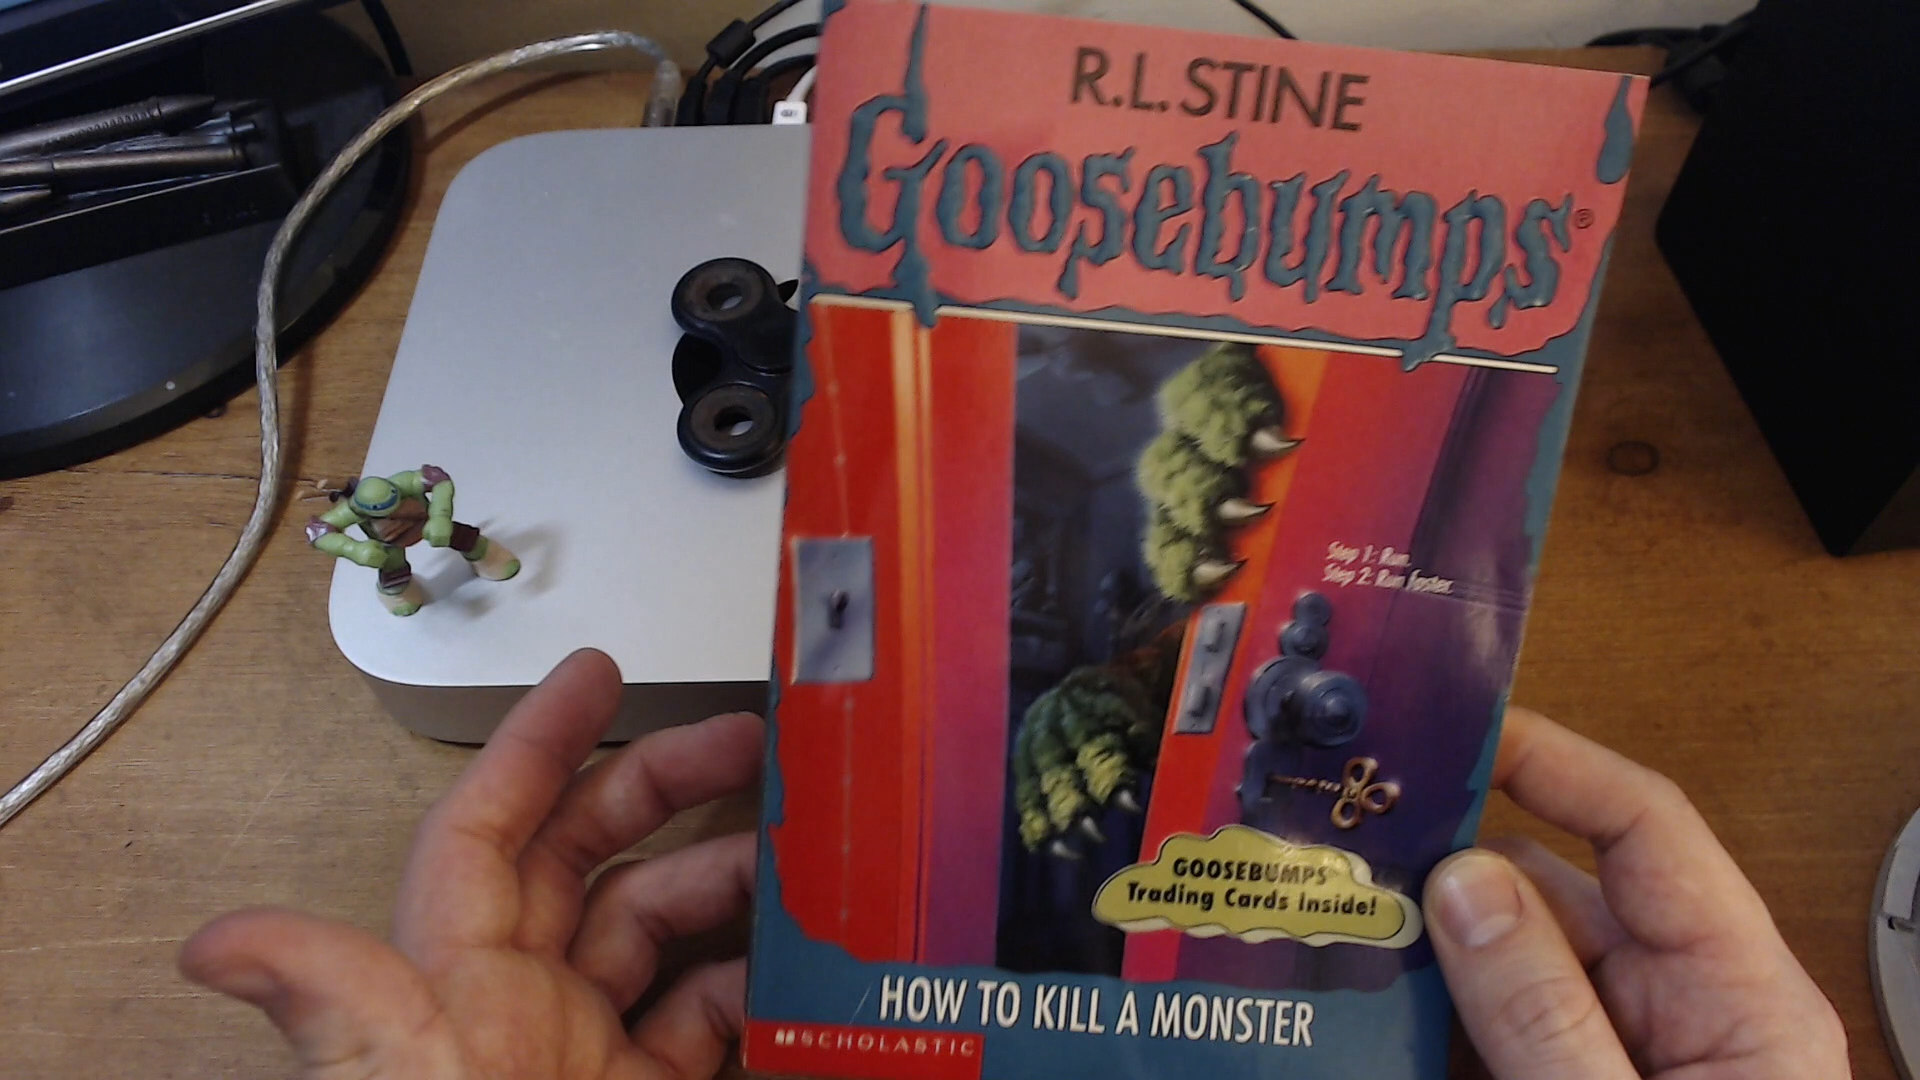 R.L. STINE
Goosebumps®
Step 1: Run.
Step 2: Run faster.
GOOSEBUMPS
Trading Cards Inside!
HOW TO KILL A MONSTER
SCHOLASTIC